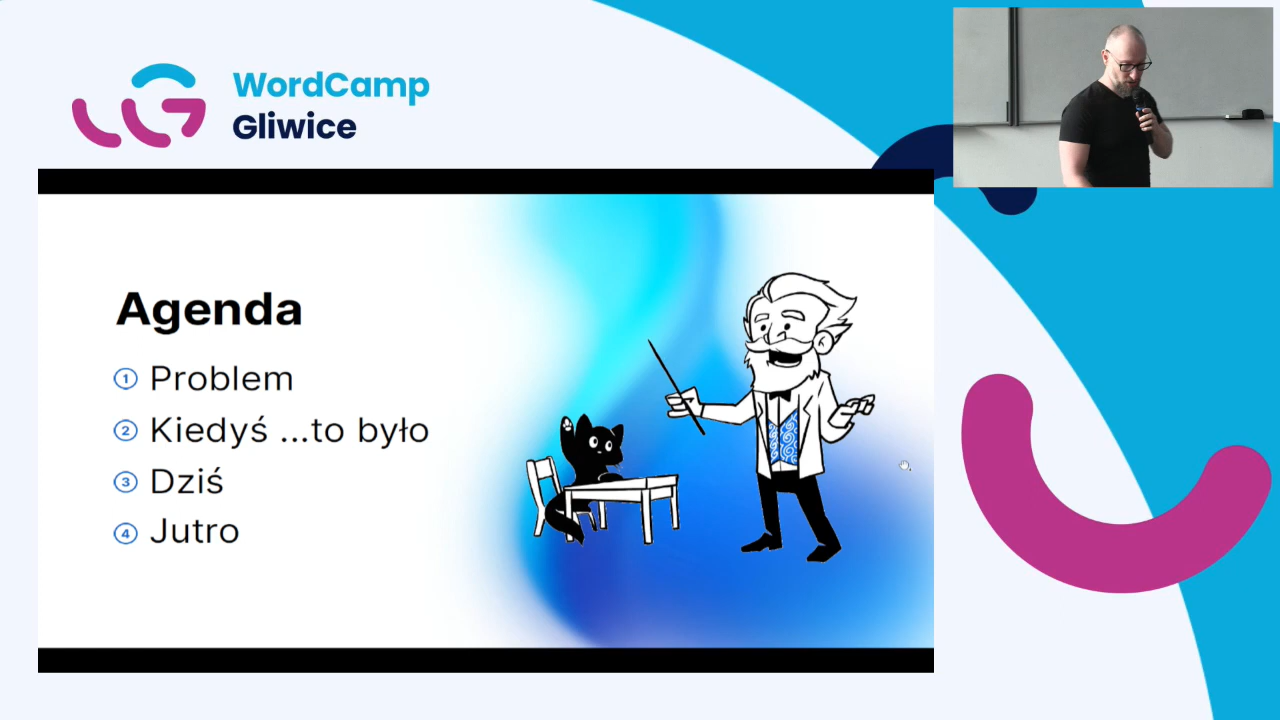 WordCamp
Gliwice
Agenda
1 Problem
2 Kiedyś ...to było
3 Dziś
4 Jutro